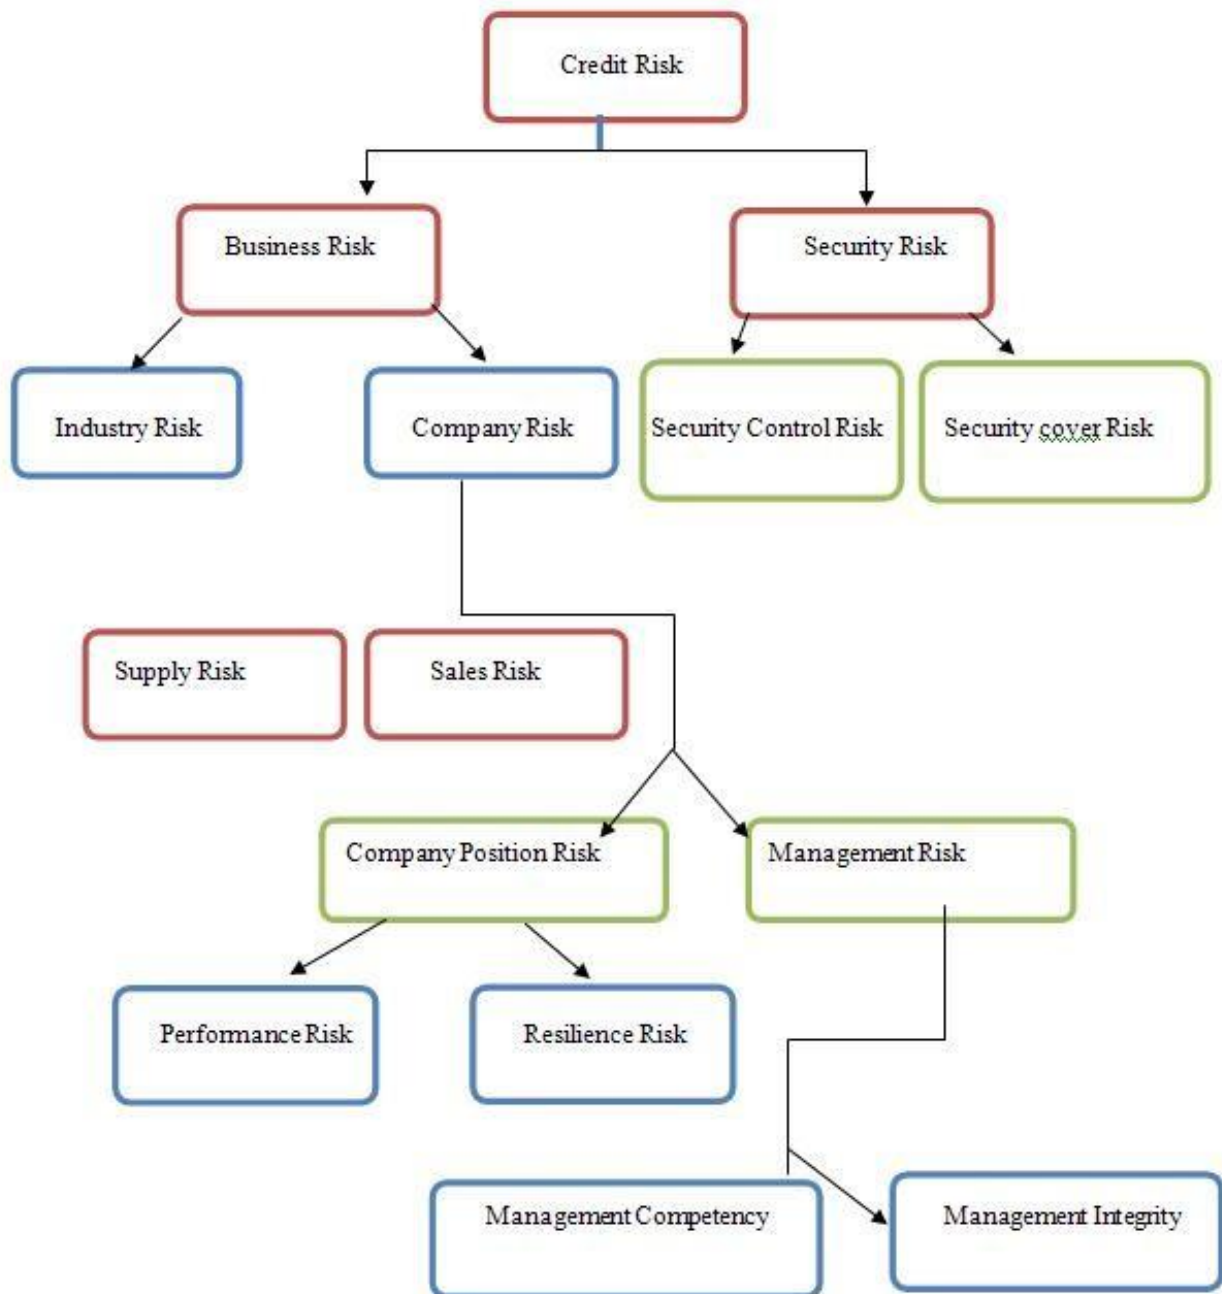 Credit Risk
Business Risk
Security Risk
Industry Risk
Company Risk
Security Control Risk
Security cover Risk
Supply Risk
Sales Risk
Company Position Risk
Management Risk
Performance Risk
Resilience Risk
Management Competency
Management Integrity